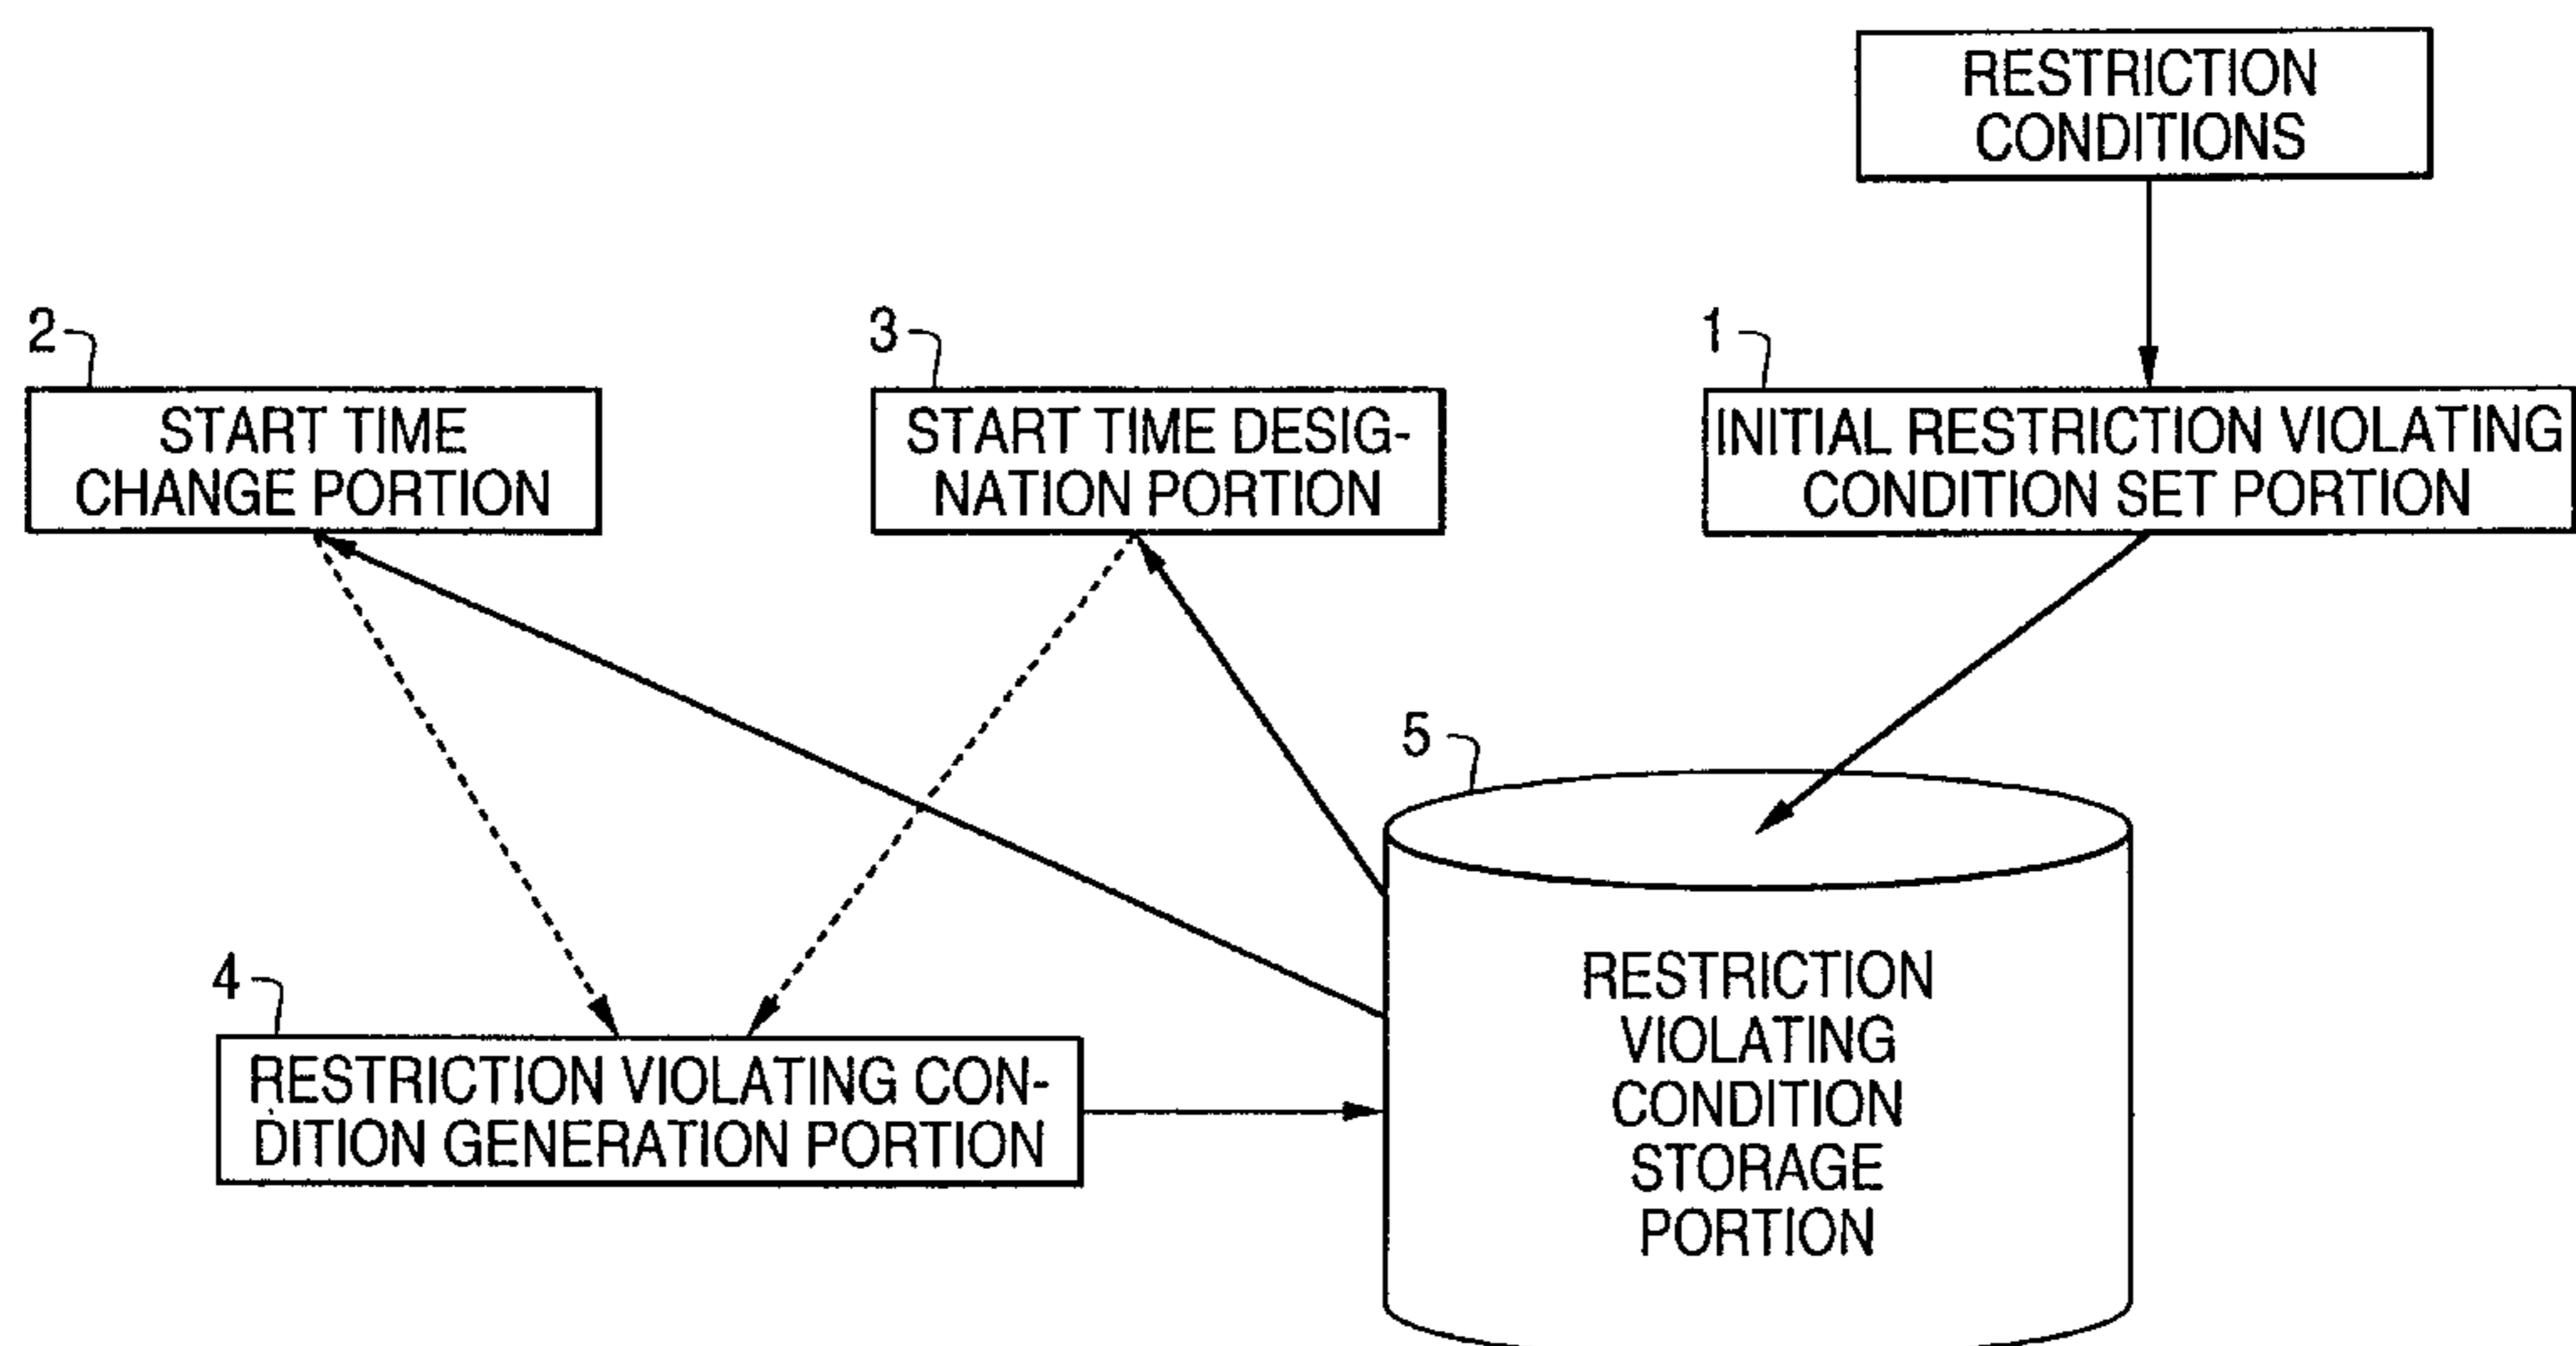 RESTRICTION
CONDITIONS
2
3
1
START TIME
CHANGE PORTION
START TIME DESIG-
NATION PORTION
INITIAL RESTRICTION VIOLATING
CONDITION SET PORTION
5
4
RESTRICTION VIOLATING CON-
DITION GENERATION PORTION
RESTRICTION
VIOLATING
CONDITION
STORAGE
PORTION